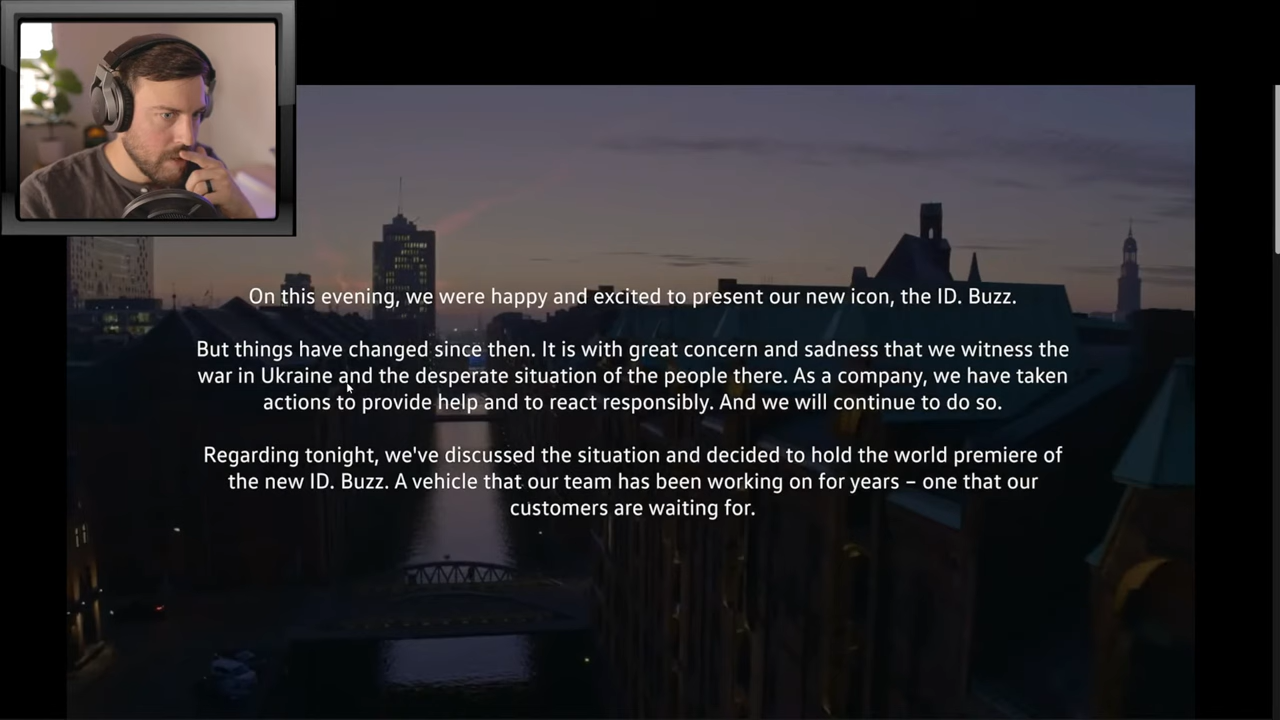 On this evening, we were happy and excited to present our new icon, the ID. Buzz.
But things have changed since then. It is with great concern and sadness that we witness the
war in Ukraine and the desperate situation of the people there. As a company, we have taken
actions to provide help and to react responsibly. And we will continue to do so.
Regarding tonight, we've discussed the situation and decided to hold the world premiere of
the new ID. Buzz. A vehicle that our team has been working on for years – one that our
customers are waiting for.